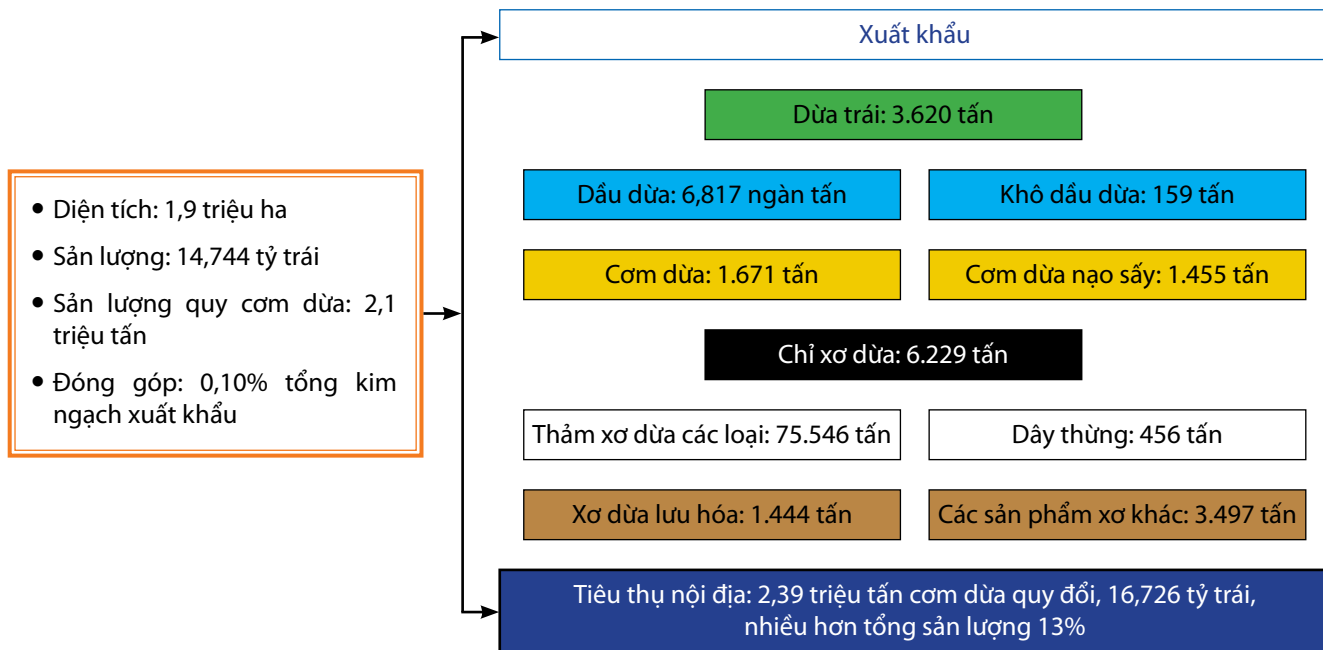 Xuất khẩu
Dừa trái: 3.620 tấn
• Diện tích: 1,9 triệu ha
• Sản lượng: 14,744 tỷ trái
• Sản lượng quy cơm dừa: 2,1
triệu tấn
• Đóng góp: 0,10% tổng kim
ngạch xuất khẩu
Dầu dừa: 6,817 ngàn tấn
Khô dầu dừa: 159 tấn
Cơm dừa: 1.671 tấn
Cơm dừa nạo sấy: 1.455 tấn
Chỉ xơ dừa: 6.229 tấn
Thảm xơ dừa các loại: 75.546 tấn
Dây thừng: 456 tấn
Xơ dừa lưu hóa: 1.444 tấn
Các sản phẩm xơ khác: 3.497 tấn
Tiêu thụ nội địa: 2,39 triệu tấn cơm dừa quy đổi, 16,726 tỷ trái,
nhiều hơn tổng sản lượng 13%